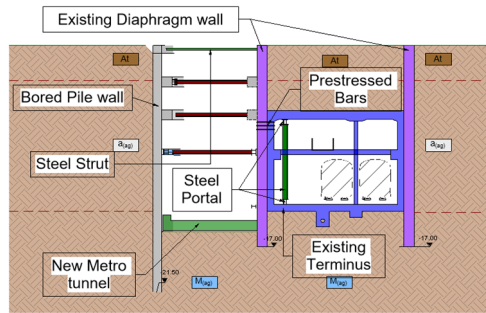 Existing Diaphragm wall
At
At
At
Prestressed
Bars
Bored Pile wall
a(ag)
a(ag)
Steel Strut
Steel
Portal
-17.00
-17.00
Existing
Terminus
New Metro
tunnel
-21.50
M(ag)
M(ag)